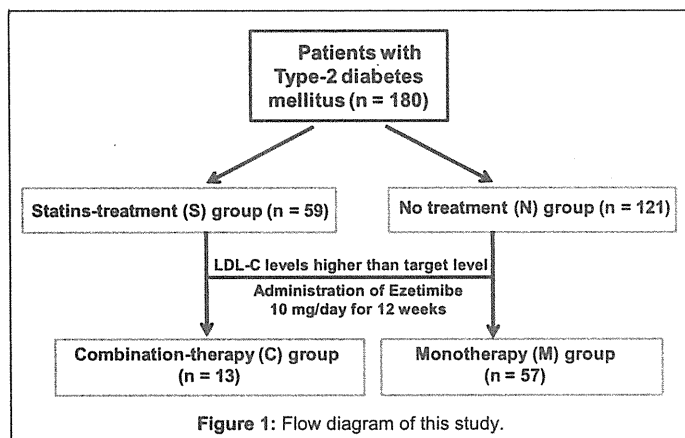 Patients with
Type-2 diabetes
mellitus (n = 180)
Statins-treatment (S) group (n = 59)
No treatment (N) group (n = 121)
LDL-C levels higher than target level
Administration of Ezetimibe
10 mg/day for 12 weeks
Combination-therapy (C) group
(n = 13)
Monotherapy (M) group
(n = 57)
Figure 1: Flow diagram of this study.